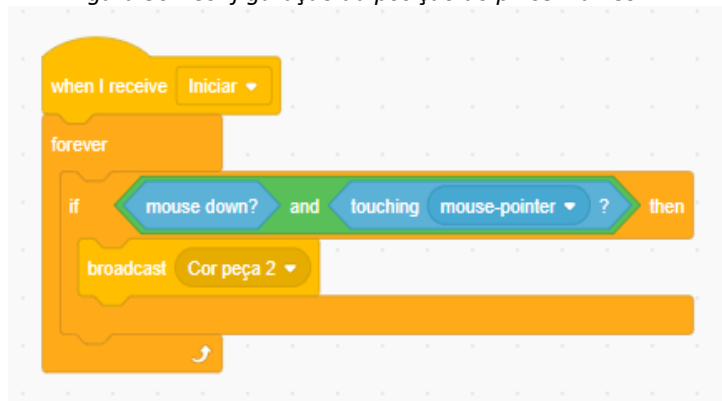 when I receive Iniciar
forever
if mouse down? and touching mouse-pointer ? then
broadcast Cor peça 2